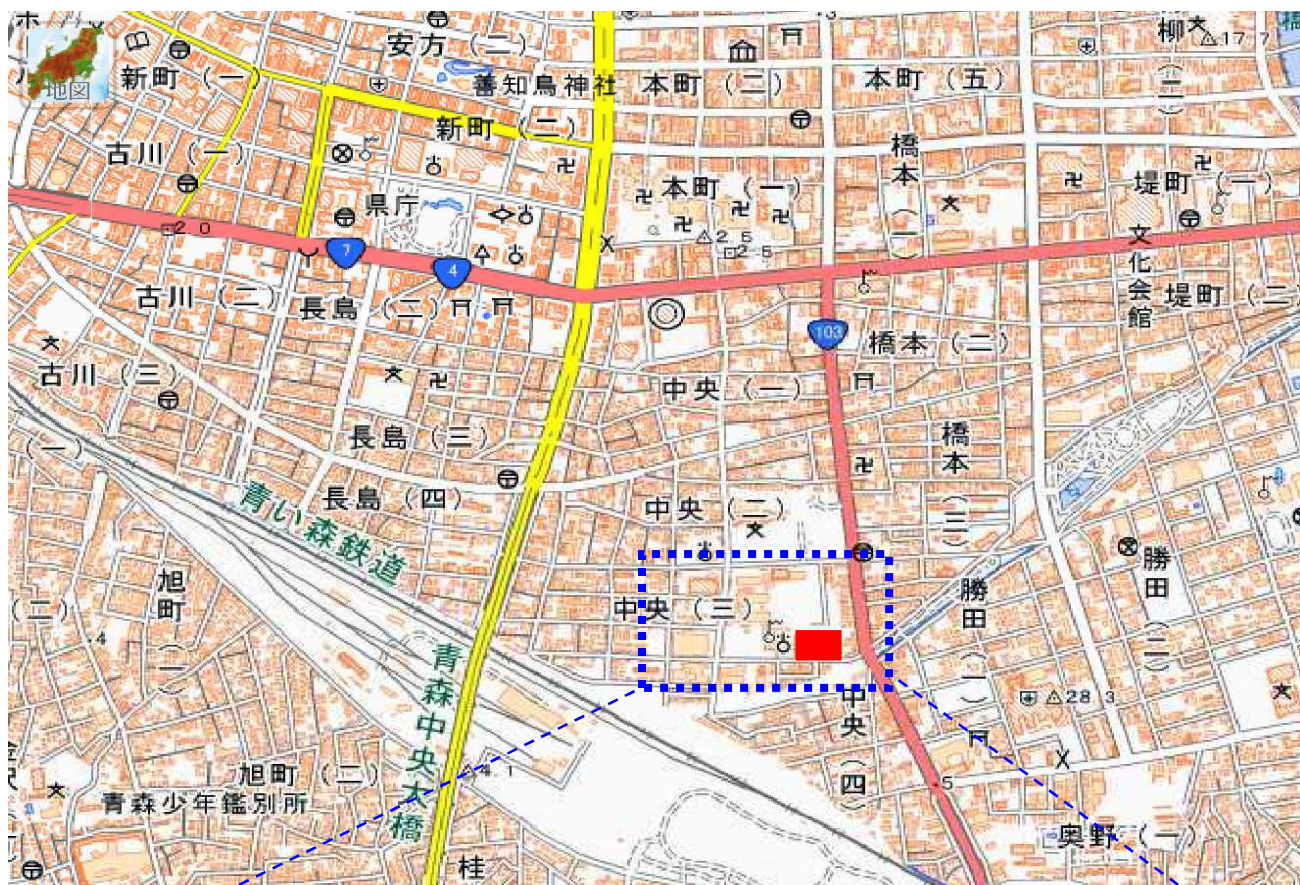 地図
新町(一)
安方(二)
善知鳥神社
本町(二)
本町(五)
柳
(二)
17.7
新町(二)
古川(一)
橋本(一)
県庁
本町(一)
堤町(一)
2.0
2.5
2.5
文化会館
7
4
古川(二)
長島(二)
103
橋本(二)
堤町(二)
古川(三)
中央(一)
長島(三)
橋本(三)
(一)
青い森鉄道
長島(四)
中央(二)
勝田(二)
旭町(一)
(二)
中央(三)
勝田(一)
青森中央大橋
中央(四)
28.3
旭町(二)
4.1
青森少年鑑別所
奥野(一)
桂